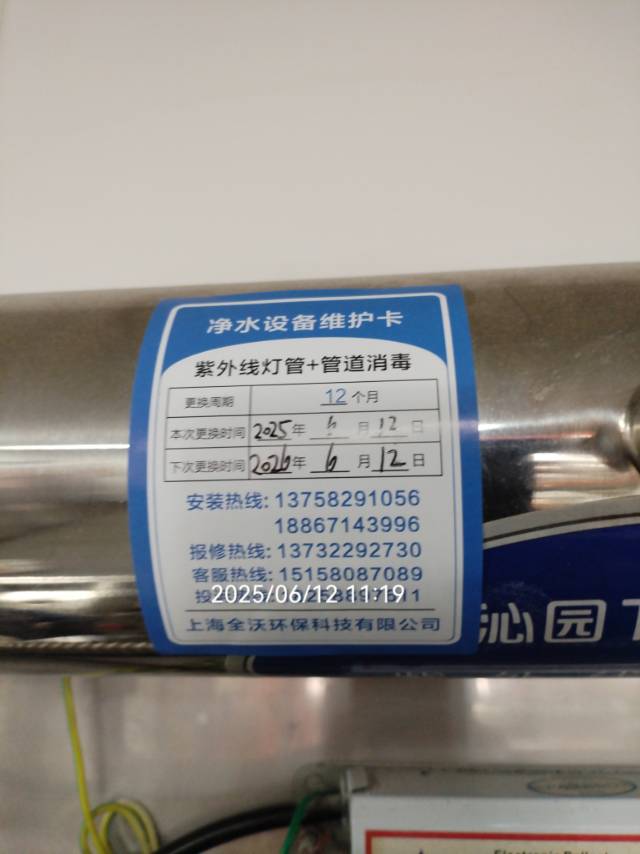 净水设备维护卡
紫外线灯管+管道消毒
更换周期 12个月
本次更换时间 2025年 6月12日
下次更换时间 2026年 6月12日
安装热线: 13758291056
18867143996
报修热线: 13732292730
客服热线: 15158087089
2025/06/12 11:19
上海全沃环保科技有限公司
沁园